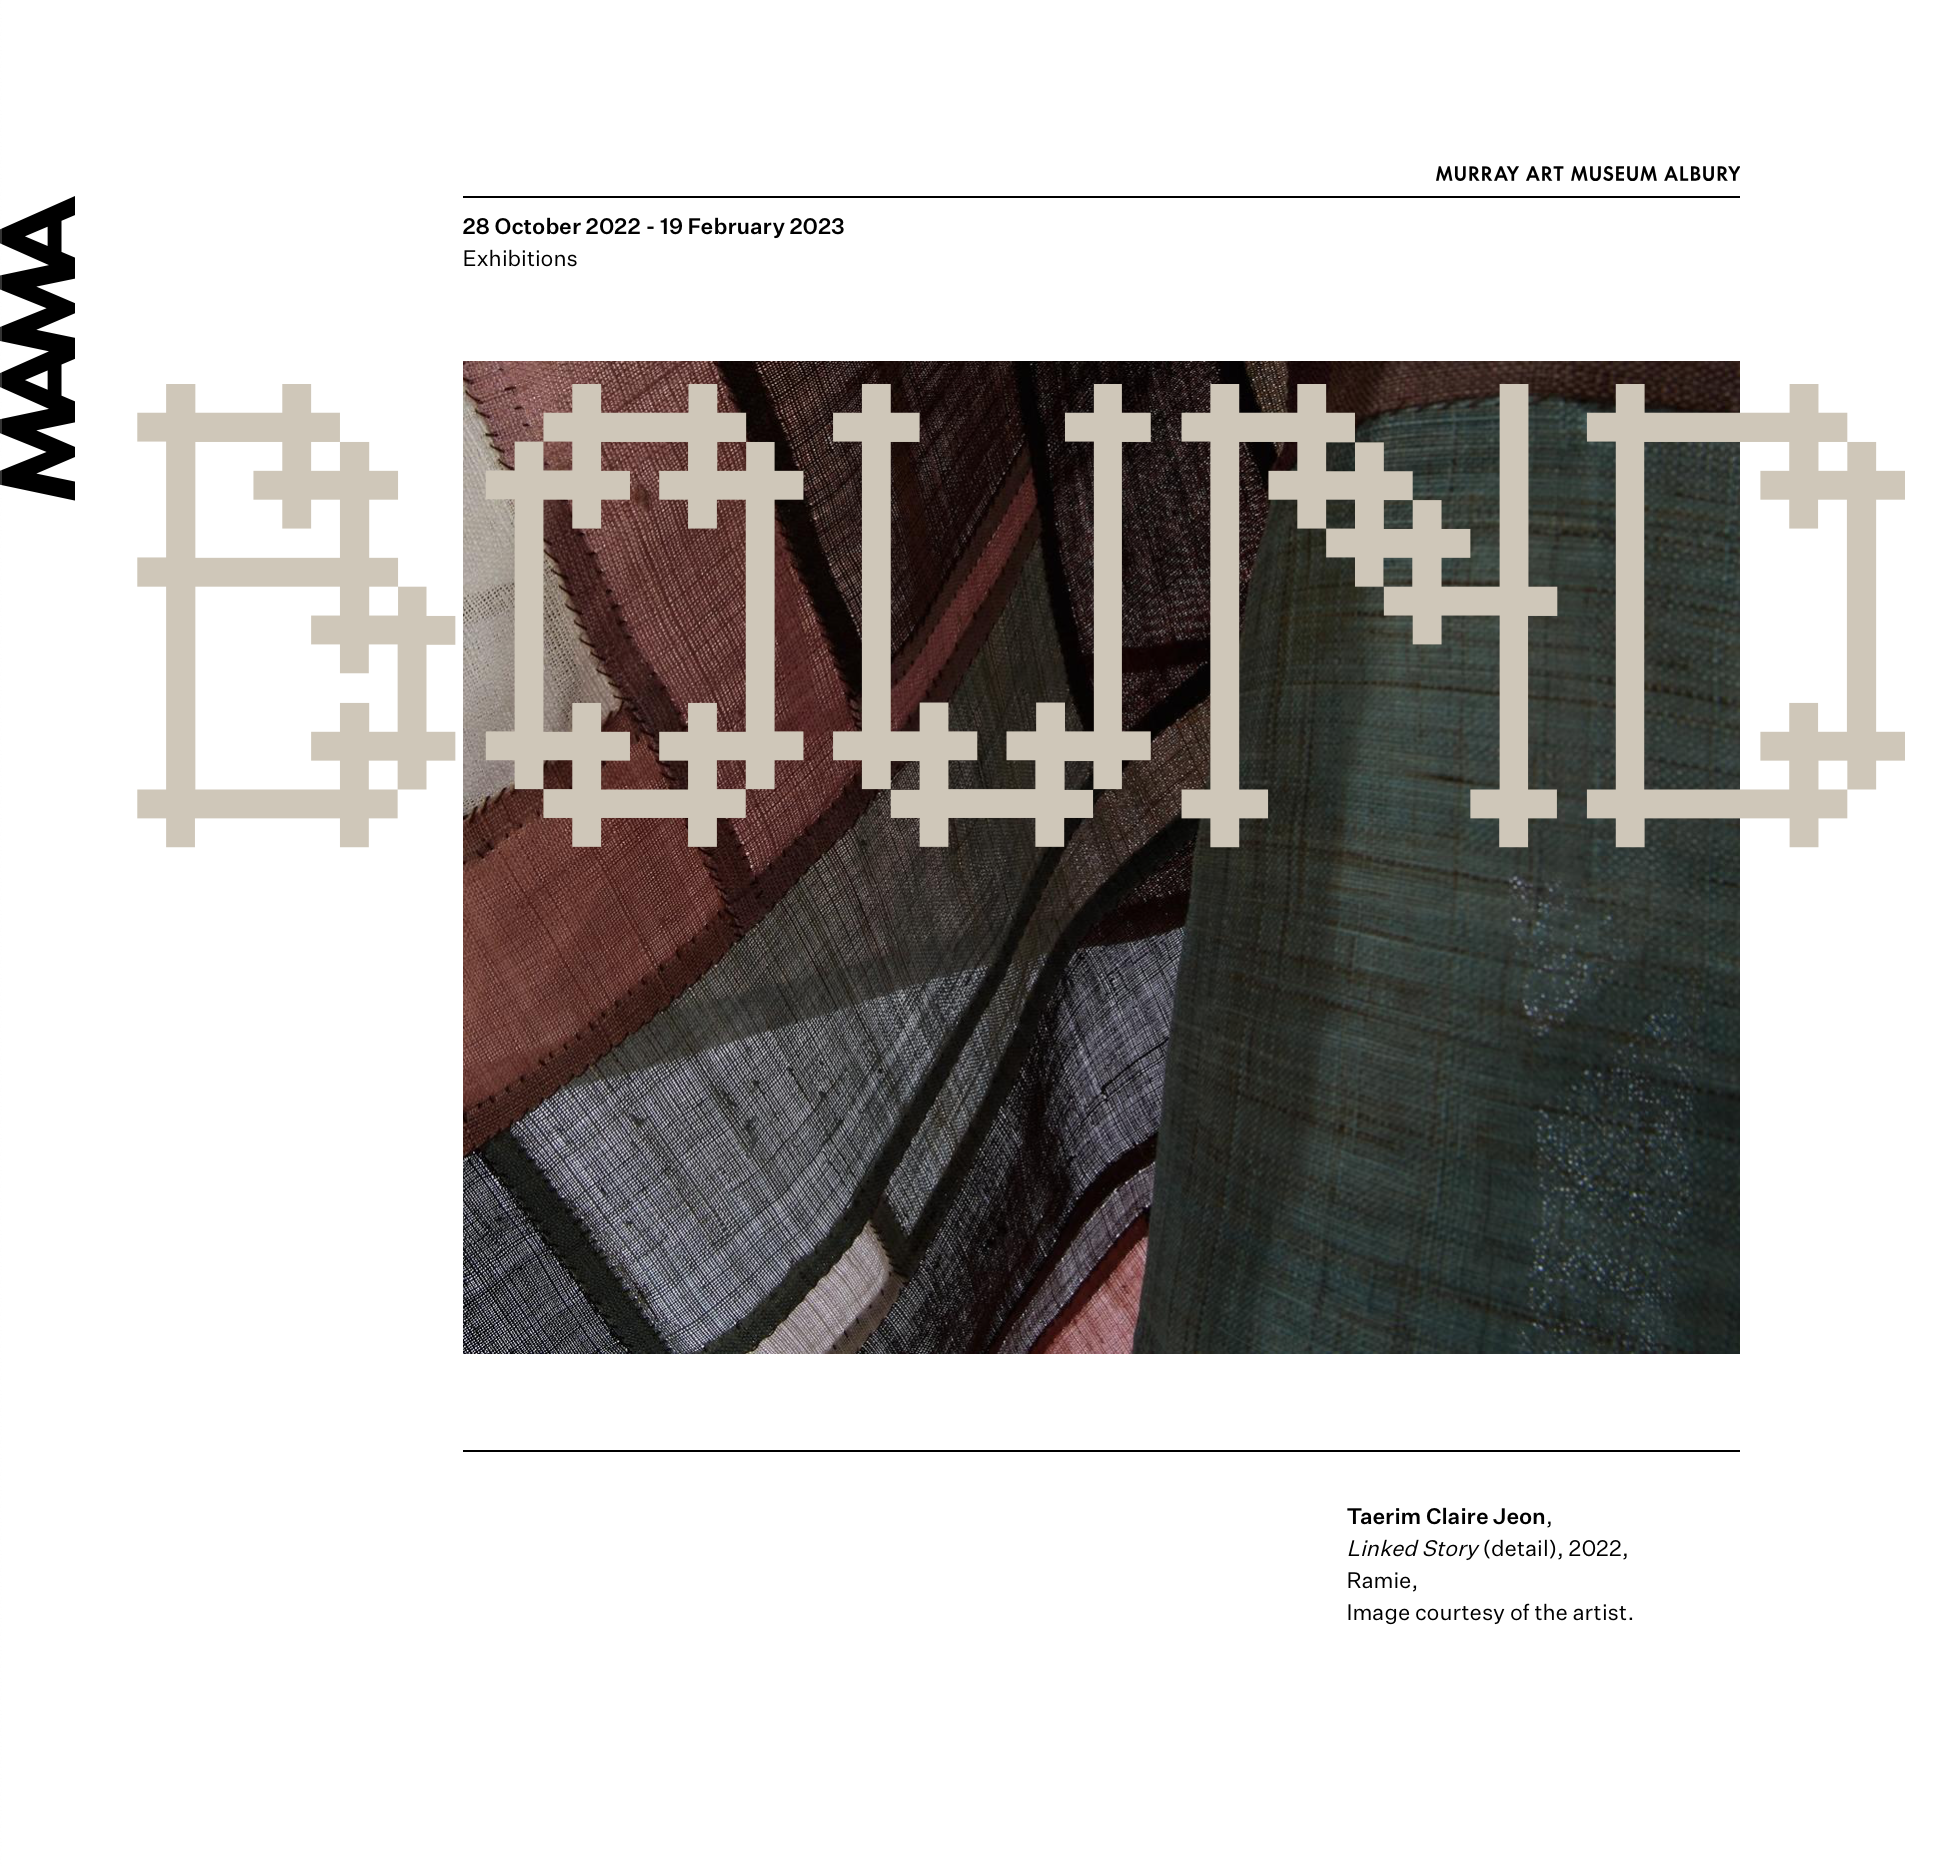 MURRAY ART MUSEUM ALBURY
MAMA
28 October 2022 - 19 February 2023
Exhibitions
BOUND
Taerim Claire Jeon,
Linked Story (detail), 2022,
Ramie,
Image courtesy of the artist.